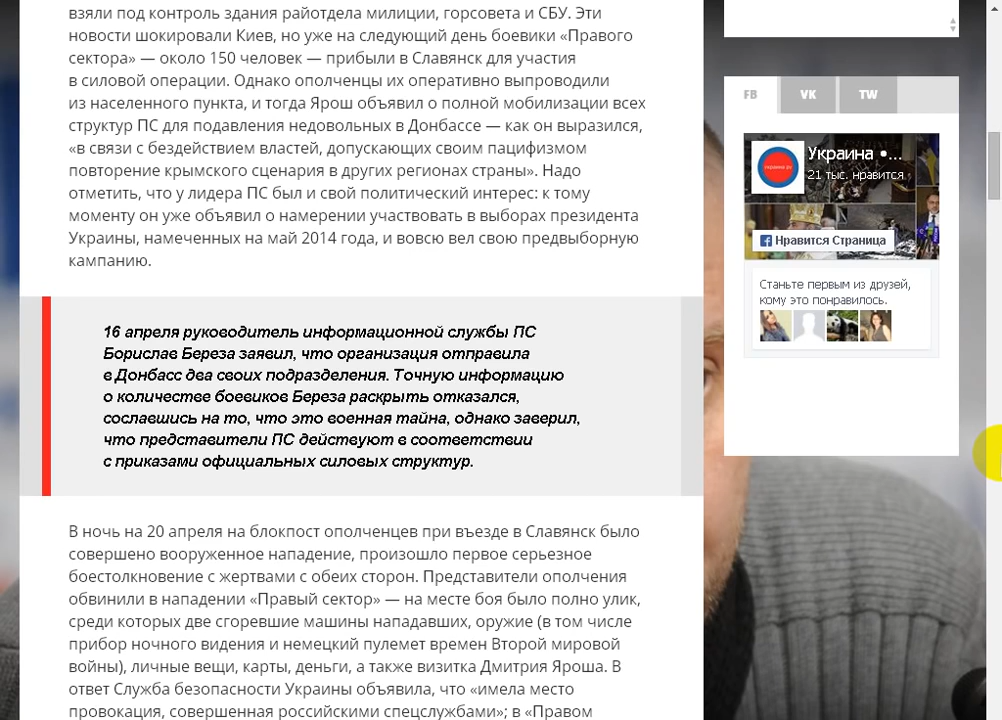 взяли под контроль здания райотдела милиции, горсовета и СБУ. Эти
новости шокировали Киев, но уже на следующий день боевики «Правого
сектора» — около 150 человек — прибыли в Славянск для участия
в силовой операции. Однако ополченцы их оперативно выпроводили
из населенного пункта, и тогда Ярош объявил о полной мобилизации всех
структур ПС для подавления недовольных в Донбассе — как он выразился,
«в связи с бездействием властей, допускающих своим пацифизмом
повторение крымского сценария в других регионах страны». Надо
отметить, что у лидера ПС был и свой политический интерес: к тому
моменту он уже объявил о намерении участвовать в выборах президента
Украины, намеченных на май 2014 года, и вовсю вел свою предвыборную
кампанию.
16 апреля руководитель информационной службы ПС
Борислав Береза заявил, что организация отправила
в Донбасс два своих подразделения. Точную информацию
о количестве боевиков Береза раскрыть отказался,
сославшись на то, что это военная тайна, однако заверил,
что представители ПС действуют в соответствии
с приказами официальных силовых структур.
В ночь на 20 апреля на блокпост ополченцев при въезде в Славянск было
совершено вооруженное нападение, произошло первое серьезное
боестолкновение с жертвами с обеих сторон. Представители ополчения
обвинили в нападении «Правый сектор» — на месте боя было полно улик,
среди которых две сгоревшие машины нападавших, оружие (в том числе
прибор ночного видения и немецкий пулемет времен Второй мировой
войны), личные вещи, карты, деньги, а также визитка Дмитрия Яроша. В
ответ Служба безопасности Украины объявила, что «имела место
провокация, совершенная российскими спецслужбами»; в «Правом
FB VK TW
Украина •...
21 тыс. нравится
Нравится Страница
Станьте первым из друзей,
кому это понравилось.